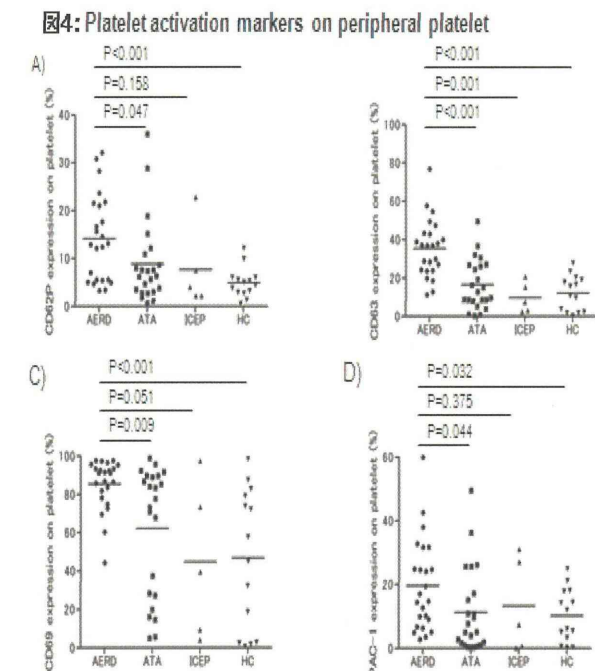 図4: Platelet activation markers on peripheral platelet
A)
P<0.001
P=0.158
P=0.047
CD62P expression on platelet (%)
40
30
20
10
0
AERD ATA ICEP HC
P<0.001
P=0.001
P<0.001
CD63 expression on platelet (%)
100
80
60
40
20
0
AERD ATA ICEP HC
C)
P<0.001
P=0.051
P=0.009
CD69 expression on platelet (%)
100
80
60
40
20
0
AERD ATA ICEP HC
D)
P=0.032
P=0.375
P=0.044
PAC-1 expression on platelet (%)
60
40
20
0
AERD ATA ICEP HC